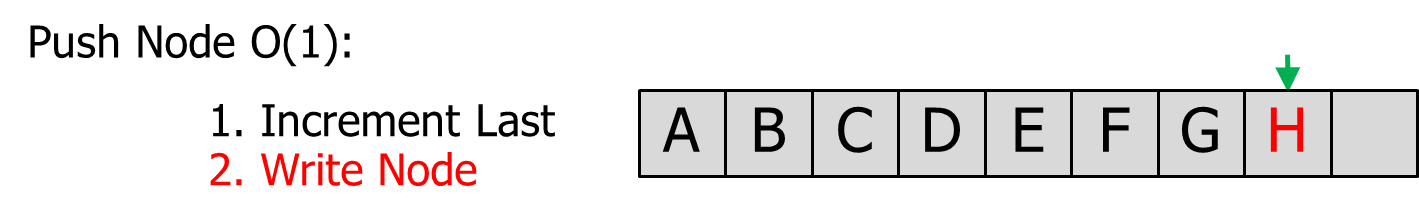 Push Node O(1):
1. Increment Last
2. Write Node
A B C D E F G H